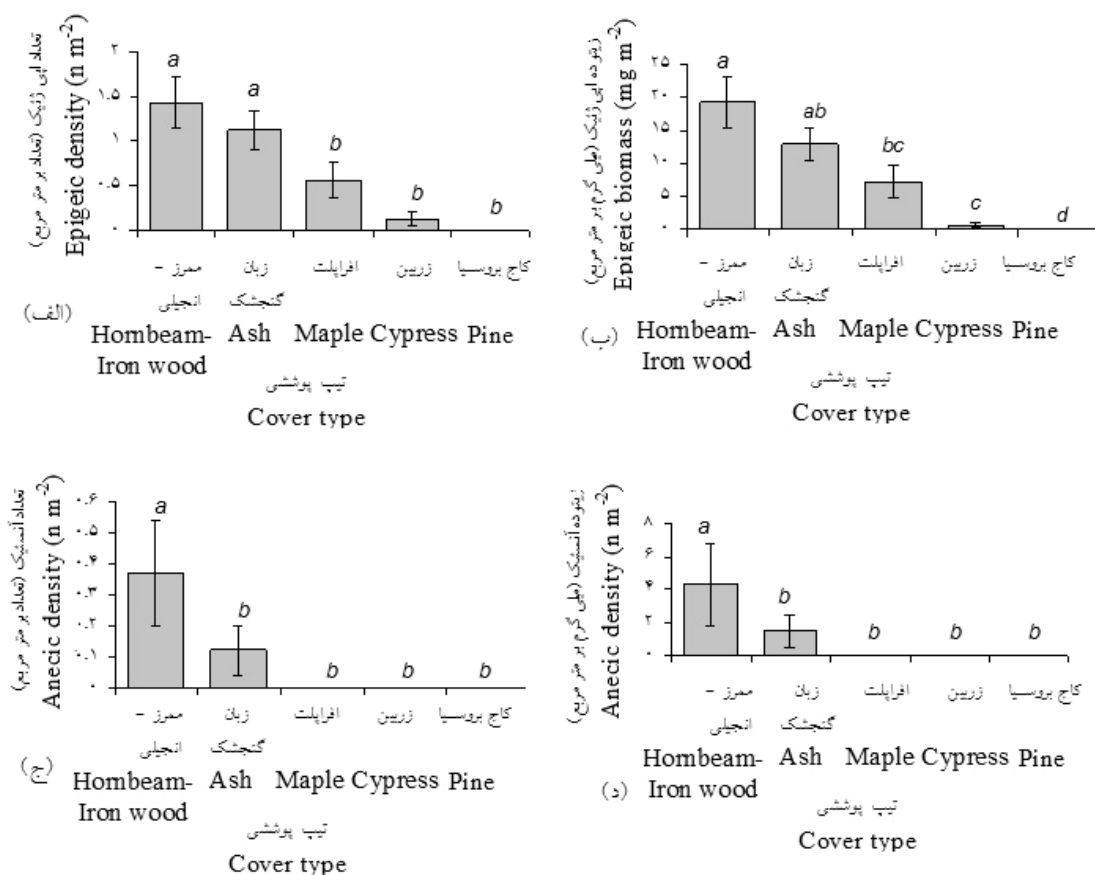 تعداد اپی ژئیک (تعداد بر متر مربع)
Epigeic density (n m-2)
۲
۱.۵
۱
۰.۵
۰
a
a
b
b
b
ممرز -
انجیلی
زبان
گنجشک
افراپلت
زربین
کاج بروسیا
(الف)
Hornbeam-
Iron wood
Ash
Maple
Cypress
Pine
تیپ پوششی
Cover type
زیتوده اپی ژئیک (میلی گرم بر متر مربع)
Epigeic biomass (mg m-2)
۲۵
۲۰
۱۵
۱۰
۵
۰
a
ab
bc
c
d
ممرز -
انجیلی
زبان
گنجشک
افراپلت
زربین
کاج بروسیا
(ب)
Hornbeam-
Iron wood
Ash
Maple
Cypress
Pine
تیپ پوششی
Cover type
تعداد آنسئیک (تعداد بر متر مربع)
Anecic density (n m-2)
۰.۶
۰.۵
۰.۴
۰.۳
۰.۲
۰.۱
۰
a
b
b
b
b
ممرز -
انجیلی
زبان
گنجشک
افراپلت
زربین
کاج بروسیا
(ج)
Hornbeam-
Iron wood
Ash
Maple
Cypress
Pine
تیپ پوششی
Cover type
زیتوده آنسئیک (میلی گرم بر متر مربع)
Anecic density (n m-2)
۸
۶
۴
۲
۰
a
b
b
b
b
ممرز -
انجیلی
زبان
گنجشک
افراپلت
زربین
کاج بروسیا
(د)
Hornbeam-
Iron wood
Ash
Maple
Cypress
Pine
تیپ پوششی
Cover type